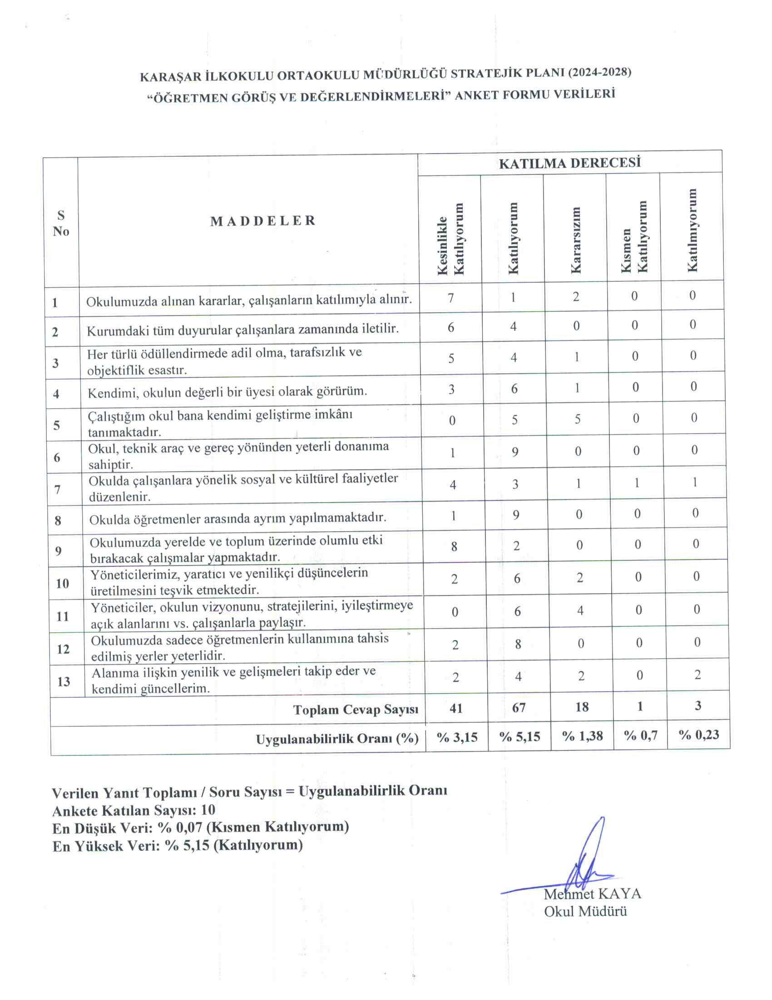 KARAŞAR İLKOKULU ORTAOKULU MÜDÜRLÜĞÜ STRATEJİK PLANI (2024-2028)
“ÖĞRETMEN GÖRÜŞ VE DEĞERLENDİRMELERİ” ANKET FORMU VERİLERİ
S No MADDELER KATILMA DERECESİ
Kesinlikle Katılıyorum Katılıyorum Kararsızım Kısmen Katılıyorum Katılmıyorum
1 Okulumuzda alınan kararlar, çalışanların katılımıyla alınır. 7 1 2 0 0
2 Kurumdaki tüm duyurular çalışanlara zamanında iletilir. 6 4 0 0 0
3 Her türlü ödüllendirmede adil olma, tarafsızlık ve
objektiflik esastır. 5 4 1 0 0
4 Kendimi, okulun değerli bir üyesi olarak görürüm. 3 6 1 0 0
5 Çalıştığım okul bana kendimi geliştirme imkânı
tanımaktadır. 0 5 5 0 0
6 Okul, teknik araç ve gereç yönünden yeterli donanıma
sahiptir. 1 9 0 0 0
7 Okulda çalışanlara yönelik sosyal ve kültürel faaliyetler
düzenlenir. 4 3 1 1 1
8 Okulda öğretmenler arasında ayrım yapılmamaktadır. 1 9 0 0 0
9 Okulumuzda yerelde ve toplum üzerinde olumlu etki
bırakacak çalışmalar yapmaktadır. 8 2 0 0 0
10 Yöneticilerimiz, yaratıcı ve yenilikçi düşüncelerin
üretilmesini teşvik etmektedir. 2 6 2 0 0
11 Yöneticiler, okulun vizyonunu, stratejilerini, iyileştirmeye
açık alanlarını vs. çalışanlarla paylaşır. 0 6 4 0 0
12 Okulumuzda sadece öğretmenlerin kullanımına tahsis
edilmiş yerler yeterlidir. 2 8 0 0 0
13 Alanıma ilişkin yenilik ve gelişmeleri takip eder ve
kendimi güncellerim. 2 4 2 0 2
Toplam Cevap Sayısı 41 67 18 1 3
Uygulanabilirlik Oranı (%) % 3,15 % 5,15 % 1,38 % 0,7 % 0,23
Verilen Yanıt Toplamı / Soru Sayısı = Uygulanabilirlik Oranı
Ankete Katılan Sayısı: 10
En Düşük Veri: % 0,07 (Kısmen Katılıyorum)
En Yüksek Veri: % 5,15 (Katılıyorum)
Mehmet KAYA
Okul Müdürü